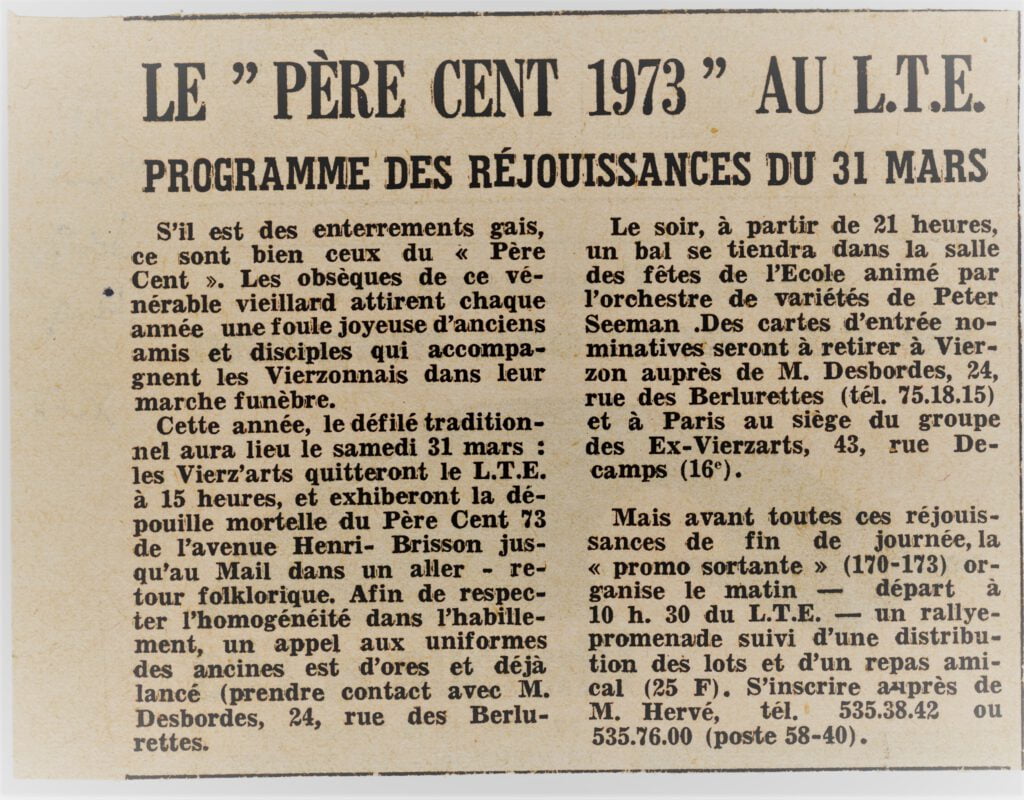 LE " PÈRE CENT 1973 " AU L.T.E.
PROGRAMME DES RÉJOUISSANCES DU 31 MARS
S'il est des enterrements gais,
ce sont bien ceux du « Père
Cent ». Les obsèques de ce vé-
nérable vieillard attirent chaque
année une foule joyeuse d'anciens
amis et disciples qui accompa-
gnent les Vierzonnais dans leur
marche funèbre.
Cette année, le défilé tradition-
nel aura lieu le samedi 31 mars :
les Vierz'arts quitteront le L.T.E.
à 15 heures, et exhiberont la dé-
pouille mortelle du Père Cent 73
de l'avenue Henri- Brisson jus-
qu'au Mail dans un aller - re-
tour folklorique. Afin de respec-
ter l'homogénéité dans l'habille-
ment, un appel aux uniformes
des ancines est d'ores et déjà
lancé (prendre contact avec M.
Desbordes, 24, rue des Berlu-
rettes.
Le soir, à partir de 21 heures,
un bal se tiendra dans la salle
des fêtes de l'Ecole animé par
l'orchestre de variétés de Peter
Seeman .Des cartes d'entrée no-
minatives seront à retirer à Vier-
zon auprès de M. Desbordes, 24,
rue des Berlurettes (tél. 75.18.15)
et à Paris au siège du groupe
des Ex-Vierzarts, 43, rue De-
camps (16e).
Mais avant toutes ces réjouis-
sances de fin de journée, la
« promo sortante » (170-173) or-
ganise le matin — départ à
10 h. 30 du L.T.E. — un rallye-
promenade suivi d'une distribu-
tion des lots et d'un repas ami-
cal (25 F). S'inscrire auprès de
M. Hervé, tél. 535.38.42 ou
535.76.00 (poste 58-40).